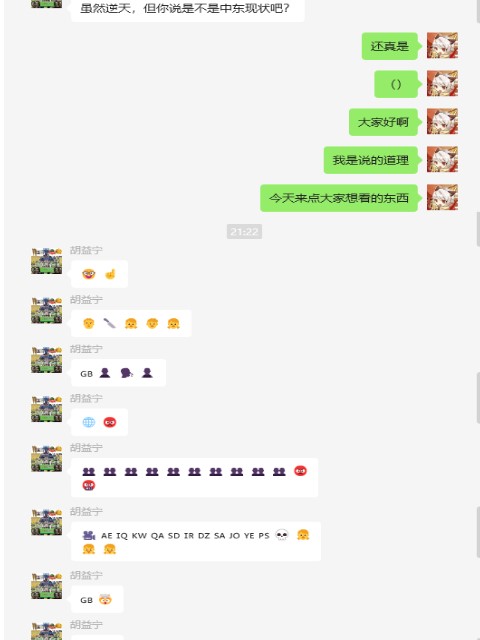 虽然逆天，但你说是不是中东现状吧？
还真是
（）
大家好啊
我是说的道理
今天来点大家想看的东西
21:22
胡益宁
胡益宁
胡益宁
GB
胡益宁
胡益宁
胡益宁
AE IQ KW QA SD IR DZ SA JO YE PS
胡益宁
GB
胡益宁